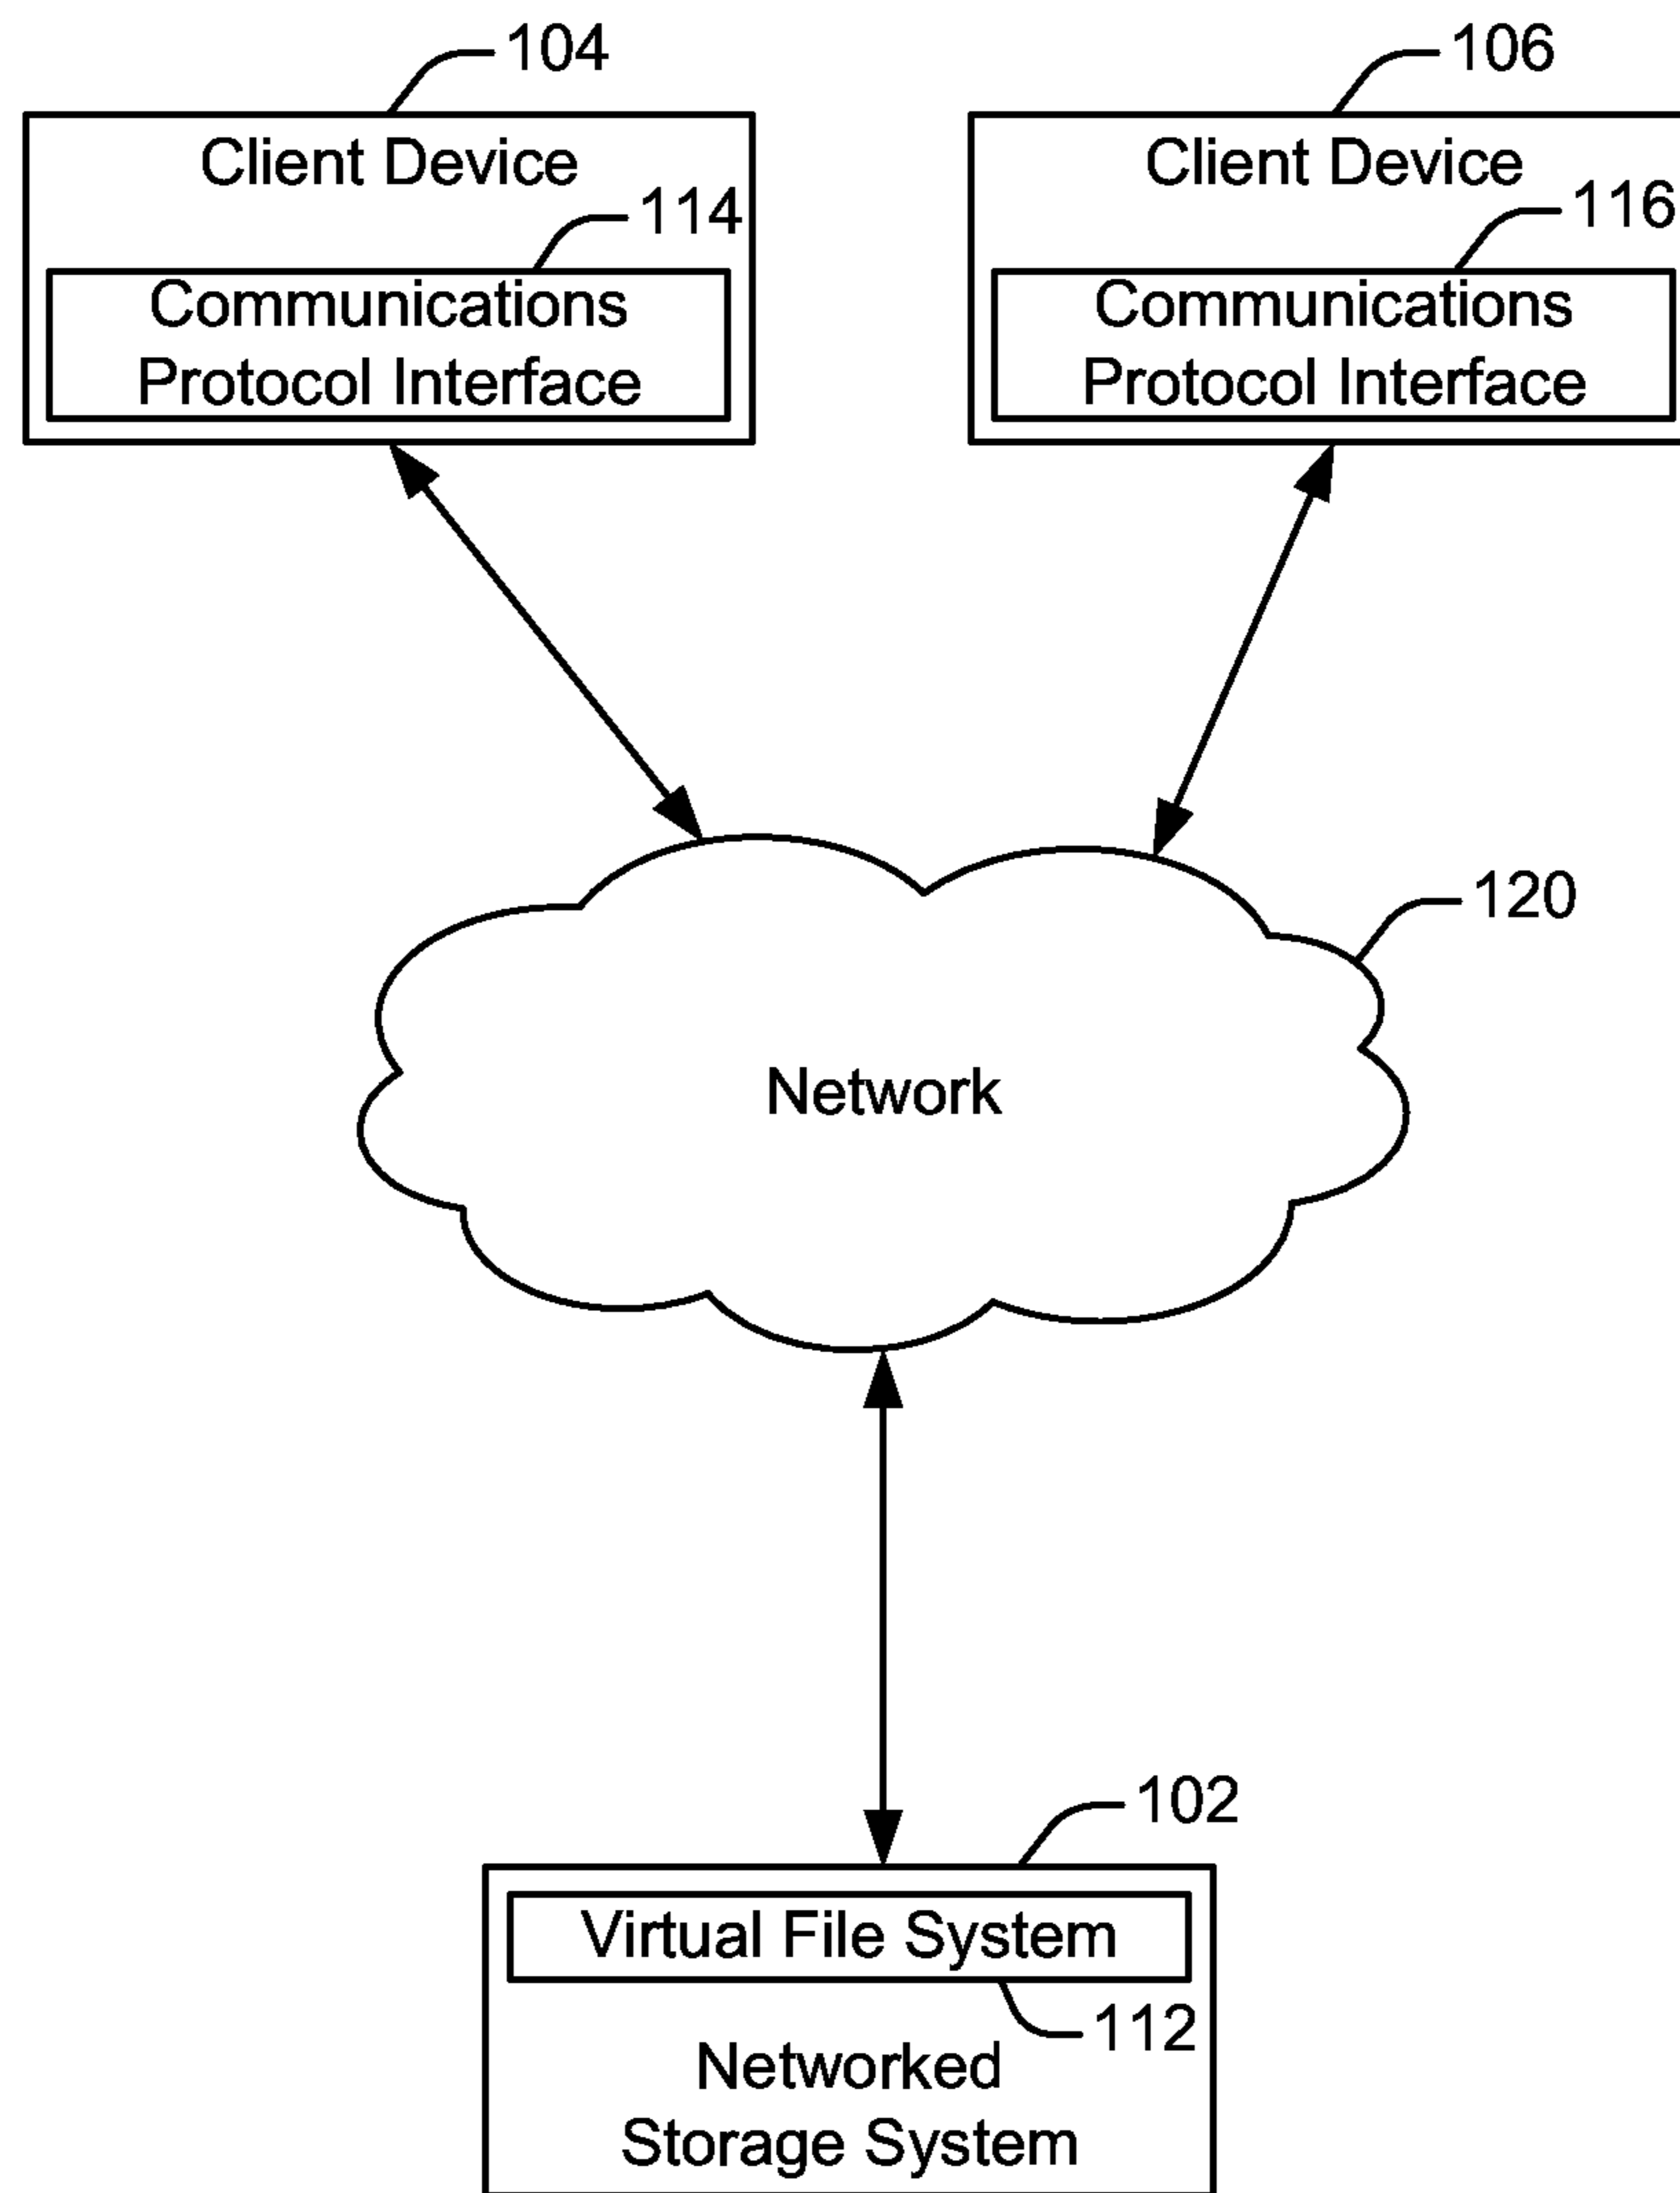 104
106
Client Device
Client Device
114
116
Communications
Protocol Interface
Communications
Protocol Interface
120
Network
102
Virtual File System
112
Networked
Storage System